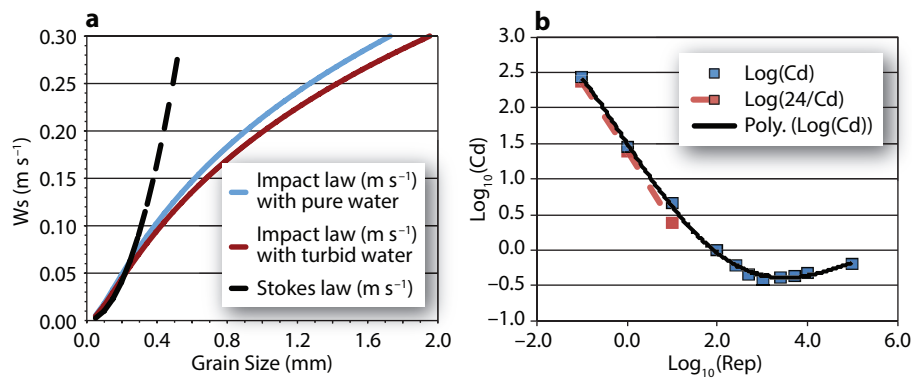 a
Ws (m s⁻¹)
0.30
0.25
0.20
0.15
0.10
0.05
0.00
0.0 0.4 0.8 1.2 1.6 2.0
Grain Size (mm)
Impact law (m s⁻¹)
with pure water
Impact law (m s⁻¹)
with turbid water
Stokes law (m s⁻¹)
b
Log₁₀(Cd)
3.0
2.5
2.0
1.5
1.0
0.5
0.0
−0.5
−1.0
−2.0 0.0 2.0 4.0 6.0
Log₁₀(Rep)
Log(Cd)
Log(24/Cd)
Poly. (Log(Cd))